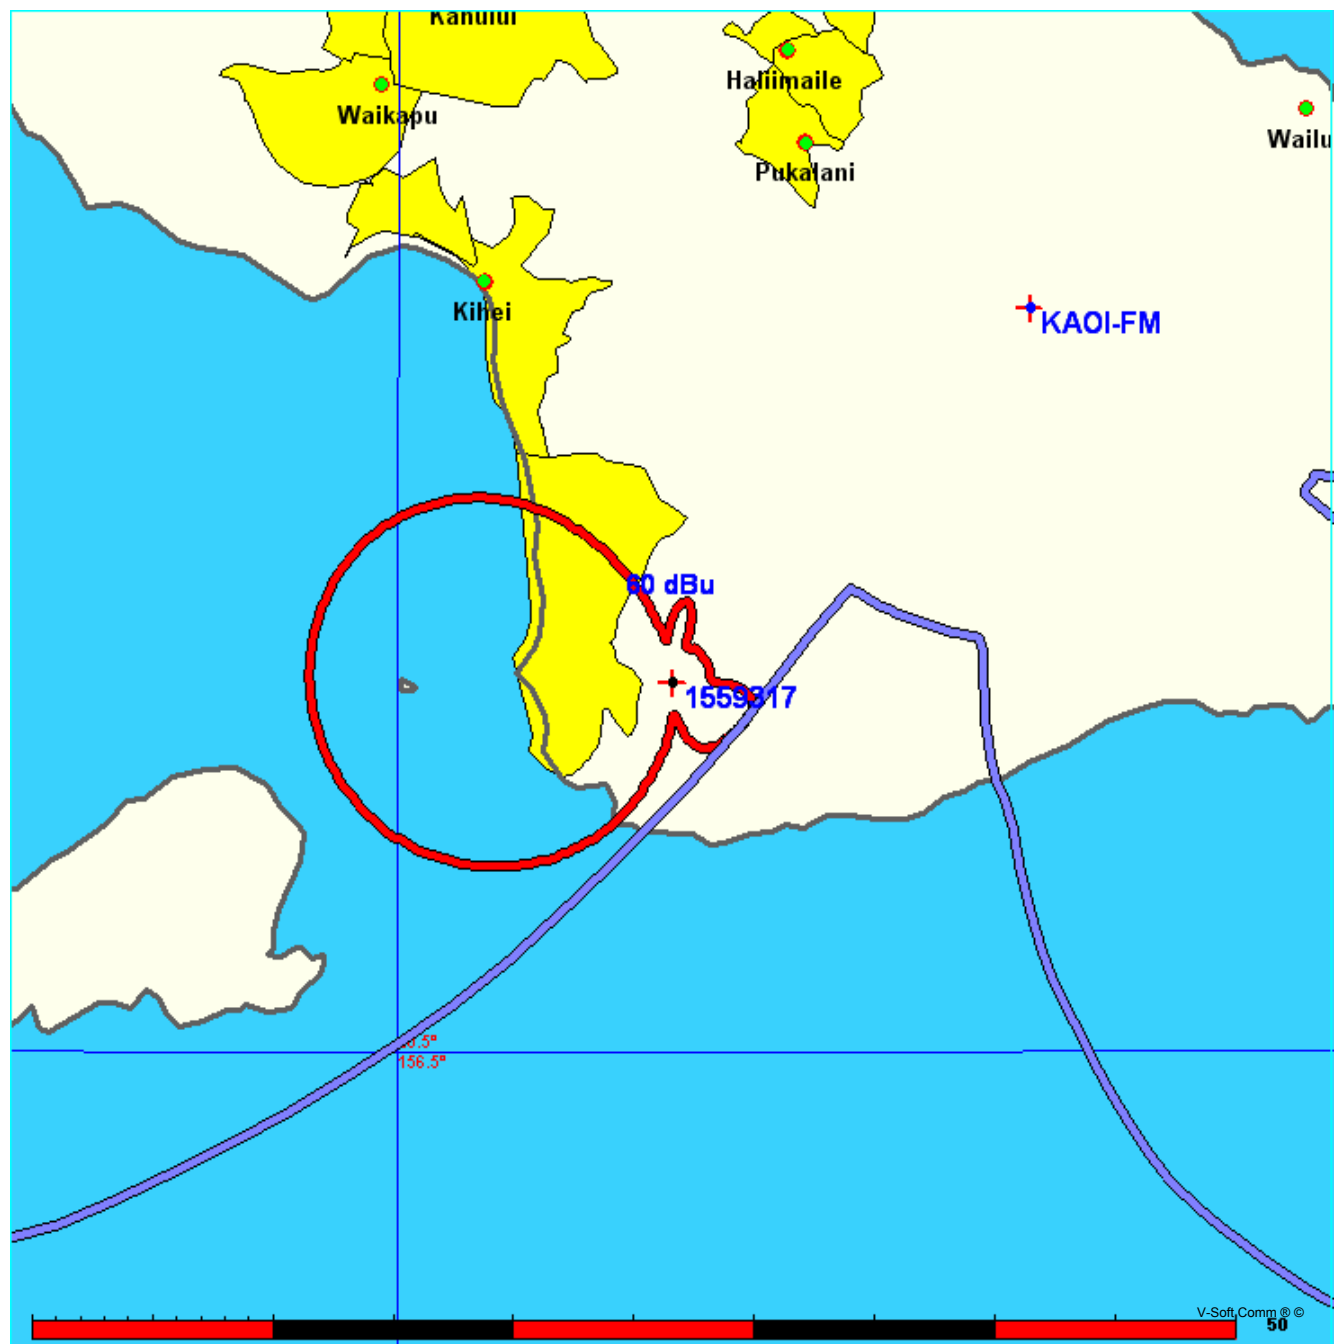 Kahului
Haliimaile
Waikapu
Wailu
Pukalani
Kihei
KAOI-FM
60 dBu
1559317
156.5°
V-Soft Comm ® ©
50